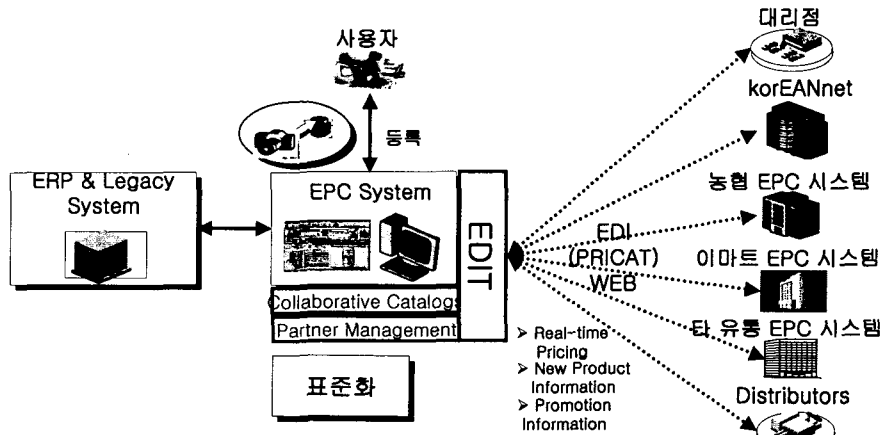 대리점
사용자
korEANnet
등록
ERP & Legacy
System
EPC System
농협 EPC 시스템
EDIT
EDI
(PRICAT)
WEB
이마트 EPC 시스템
Collaborative Catalogs
Partner Management
타 유통 EPC 시스템
➢ Real-time
Pricing
➢ New Product
Information
➢ Promotion
Information
표준화
Distributors